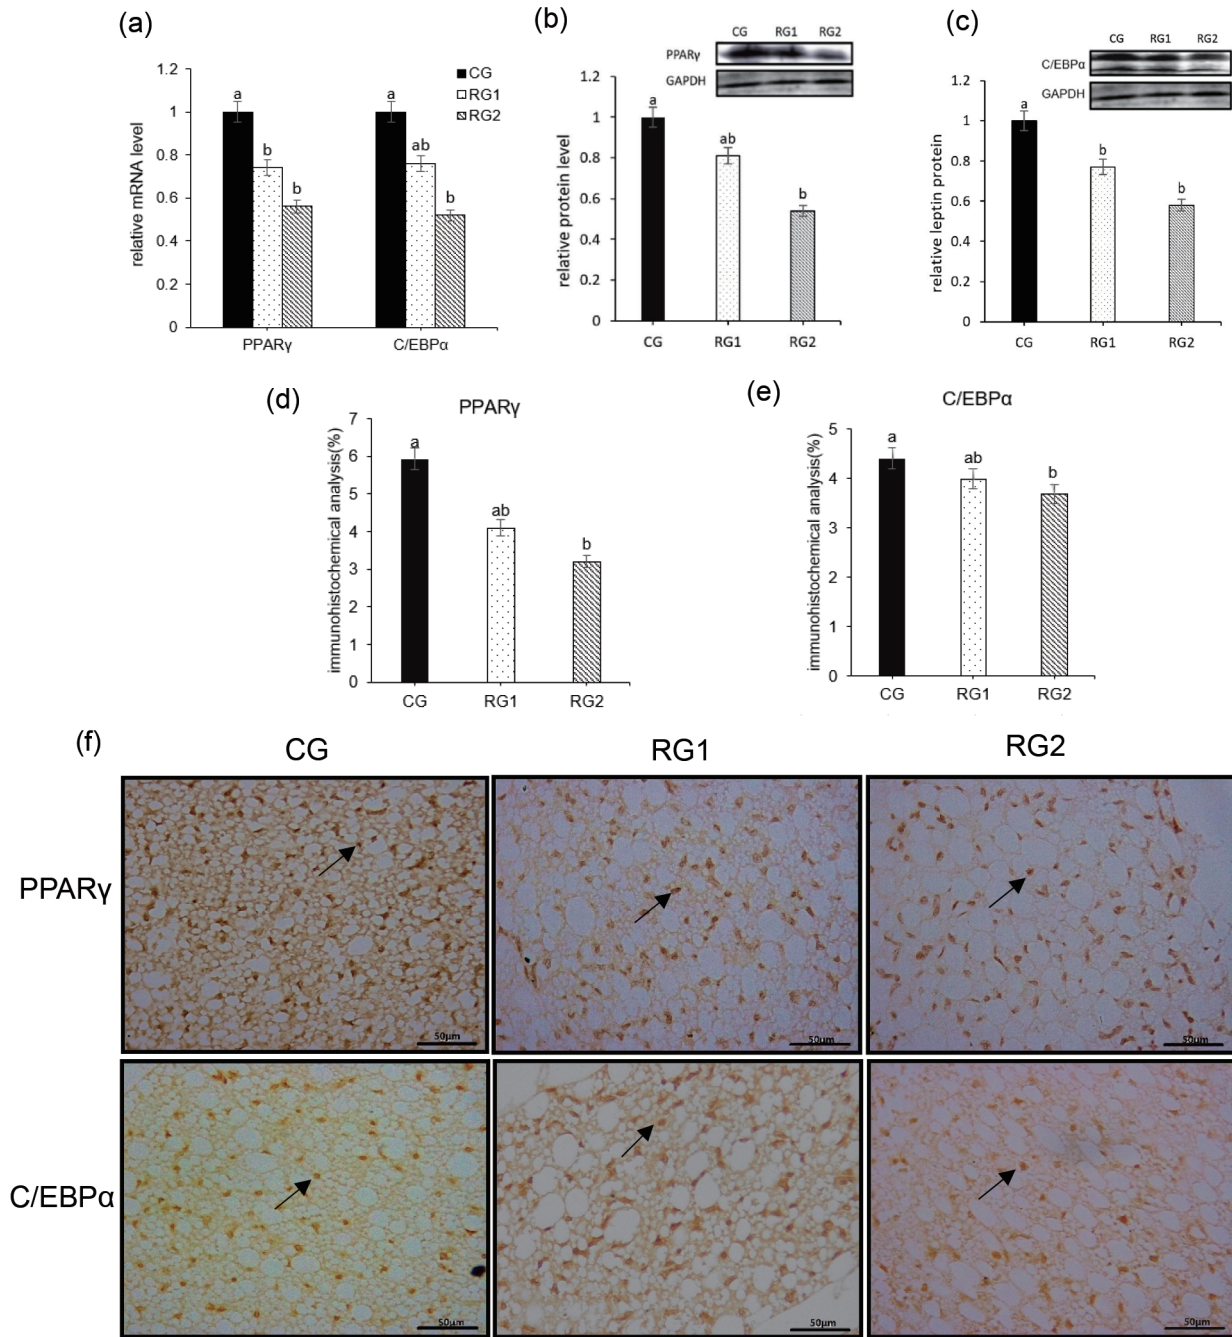 (a)
1.2
1
0.8
0.6
0.4
0.2
0
relative mRNA level
a
b
b
a
ab
b
PPARγ
C/EBPα
CG
RG1
RG2
(b)
CG RG1 RG2
PPARγ
GAPDH
1.2
1
0.8
0.6
0.4
0.2
0
relative protein level
a
ab
b
CG RG1 RG2
(c)
CG RG1 RG2
C/EBPα
GAPDH
1.2
1
0.8
0.6
0.4
0.2
0
relative leptin protein
a
b
b
CG RG1 RG2
(d)
PPARγ
7
6
5
4
3
2
1
0
immunohistochemical analysis(%)
a
ab
b
CG RG1 RG2
(e)
C/EBPα
5
4
3
2
1
0
immunohistochemical analysis(%)
a
ab
b
CG RG1 RG2
(f)
CG RG1 RG2
PPARγ
50µm
50µm
50µm
C/EBPα
50µm
50µm
50µm